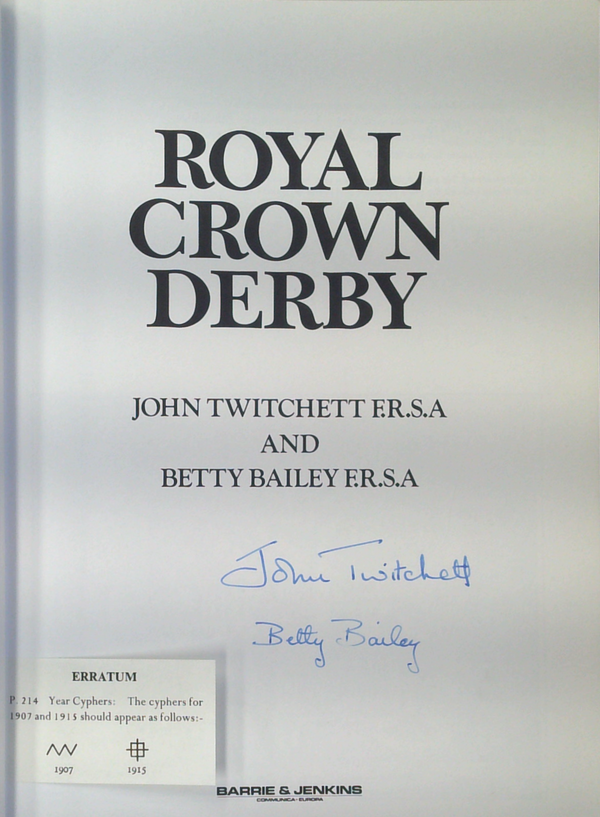 ROYAL
CROWN
DERBY
JOHN TWITCHETT F.R.S.A
AND
BETTY BAILEY F.R.S.A
John Twitchett
Betty Bailey
ERRATUM
P. 214 Year Cyphers: The cyphers for
1907 and 1915 should appear as follows:-
1907 1915
BARRIE & JENKINS
COMMUNICA - EUROPA